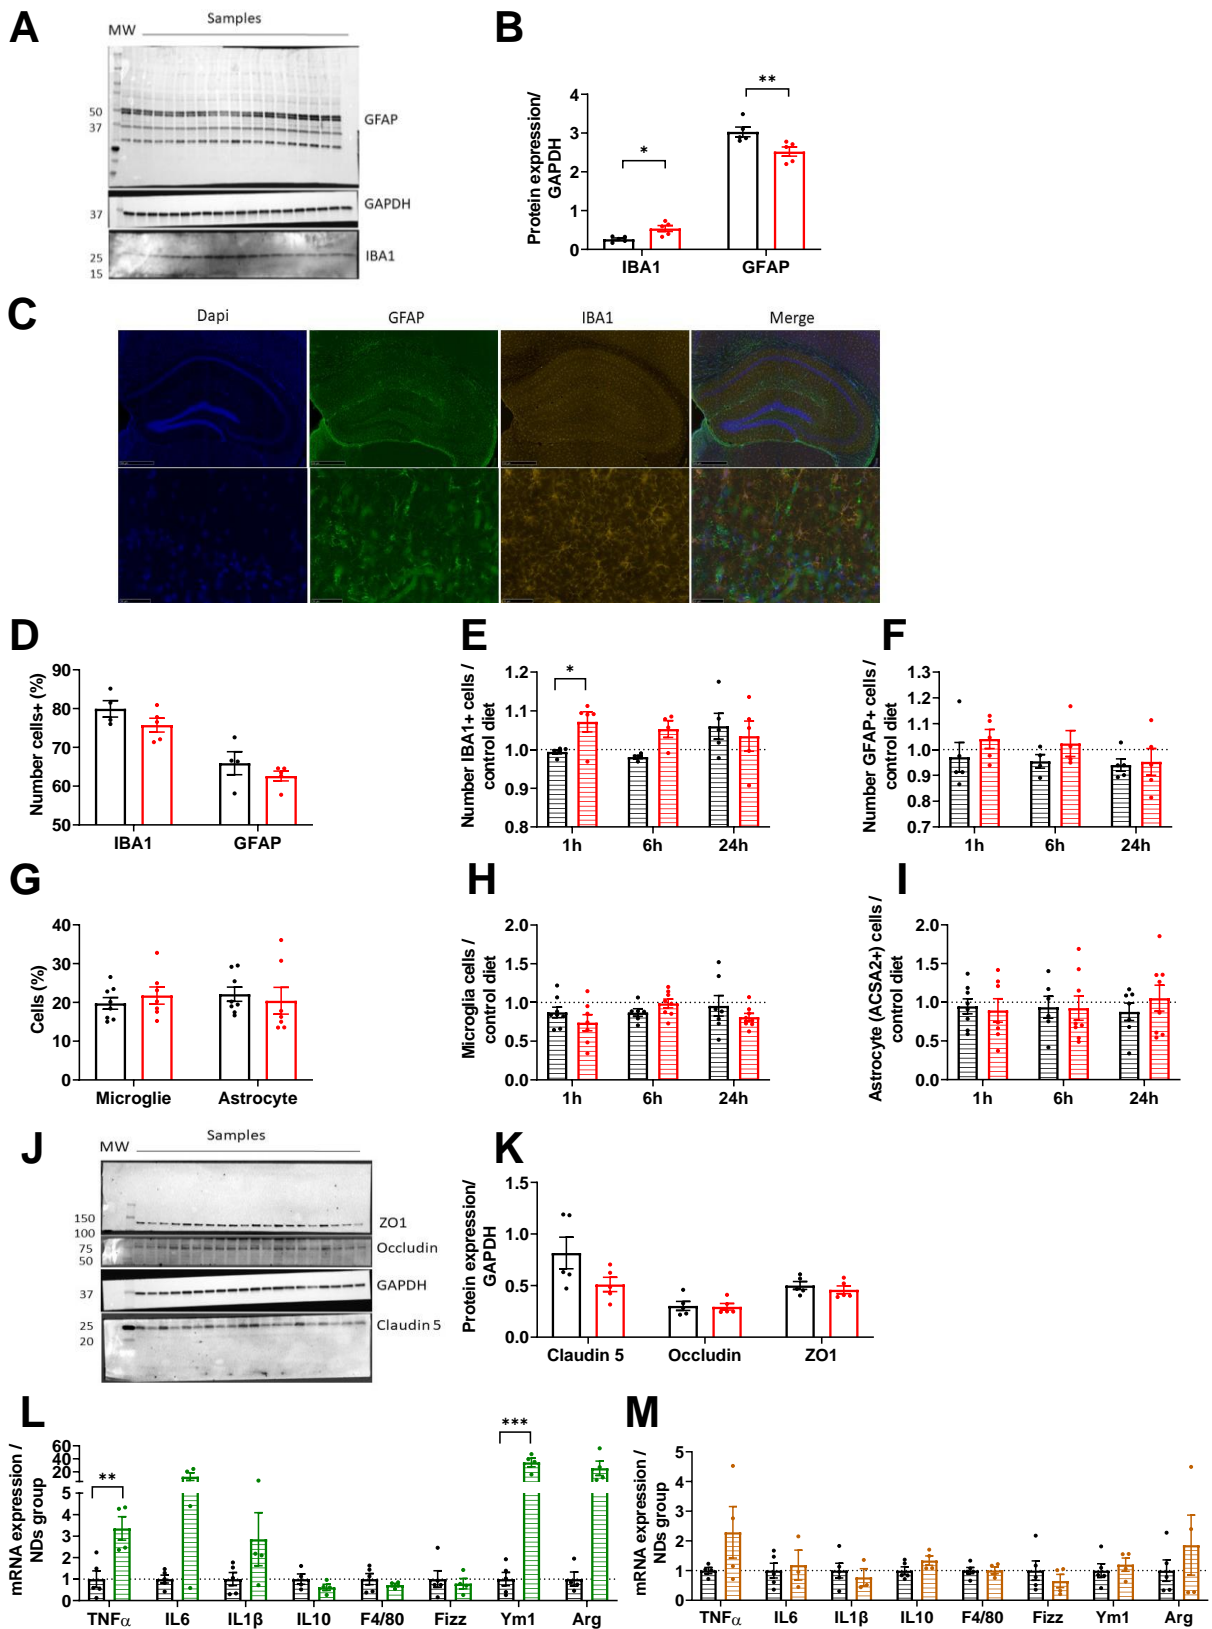 A
Samples
MW
50
37
GFAP
37
GAPDH
25
15
IBA1
B
Protein expression/
GAPDH
4
3
2
1
0
*
**
IBA1
GFAP
C
Dapi
GFAP
IBA1
Merge
D
Number cells+ (%)
90
80
70
60
50
IBA1
GFAP
E
Number IBA1+ cells /
control diet
1.2
1.1
1.0
0.9
0.8
*
1h
6h
24h
F
Number GFAP+ cells /
control diet
1.3
1.2
1.1
1.0
0.9
0.8
0.7
1h
6h
24h
G
Cells (%)
40
30
20
10
0
Microglie
Astrocyte
H
Microglia cells /
control diet
2.0
1.5
1.0
0.5
0.0
1h
6h
24h
I
Astrocyte (ACSA2+) cells /
control diet
2.0
1.5
1.0
0.5
0.0
1h
6h
24h
J
Samples
MW
150
100
ZO1
75
50
Occludin
37
GAPDH
25
20
Claudin 5
K
Protein expression/
GAPDH
1.5
1.0
0.5
0.0
Claudin 5
Occludin
ZO1
L
mRNA expression /
NDs group
60
40
20
5
4
3
2
1
0
**
***
TNFα
IL6
IL1β
IL10
F4/80
Fizz
Ym1
Arg
M
mRNA expression /
NDs group
5
4
3
2
1
0
TNFα
IL6
IL1β
IL10
F4/80
Fizz
Ym1
Arg